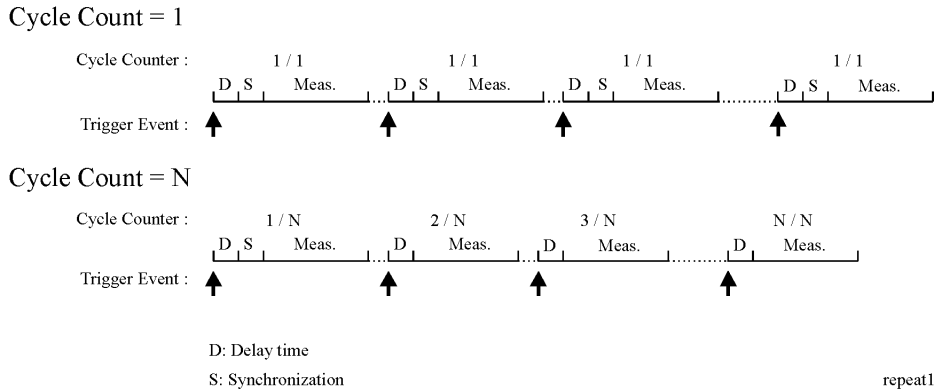 Cycle Count = 1
Cycle Counter : 1 / 1 1 / 1 1 / 1 1 / 1
D S Meas. D S Meas. D S Meas. D S Meas.
Trigger Event :
Cycle Count = N
Cycle Counter : 1 / N 2 / N 3 / N N / N
D S Meas. D Meas. D Meas. D Meas.
Trigger Event :
D: Delay time
S: Synchronization repeat1